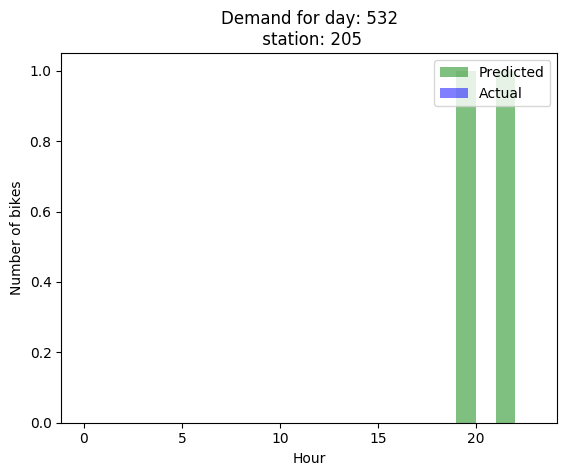 Demand for day: 532
station: 205
Predicted
Actual
1.0
0.8
0.6
0.4
0.2
0.0
Number of bikes
0
5
10
15
20
Hour